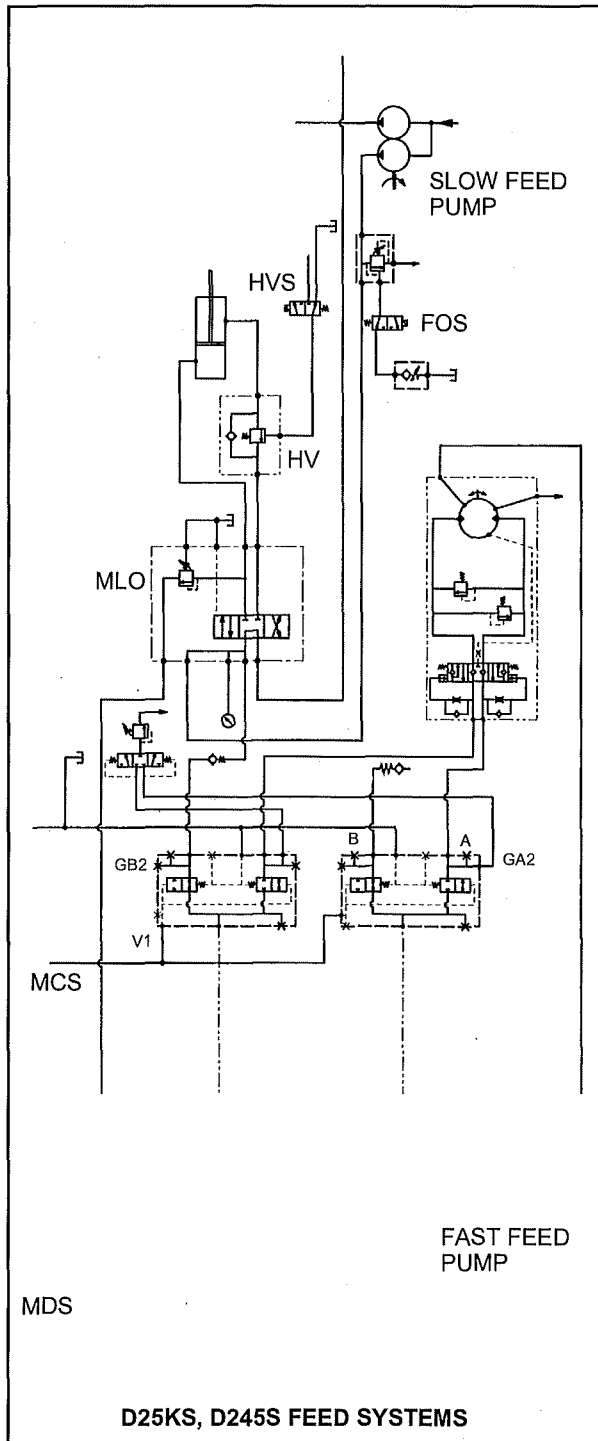 SLOW FEED
PUMP
HVS
FOS
HV
MLO
B
A
GB2
GA2
V1
MCS
FAST FEED
PUMP
MDS
D25KS, D245S FEED SYSTEMS